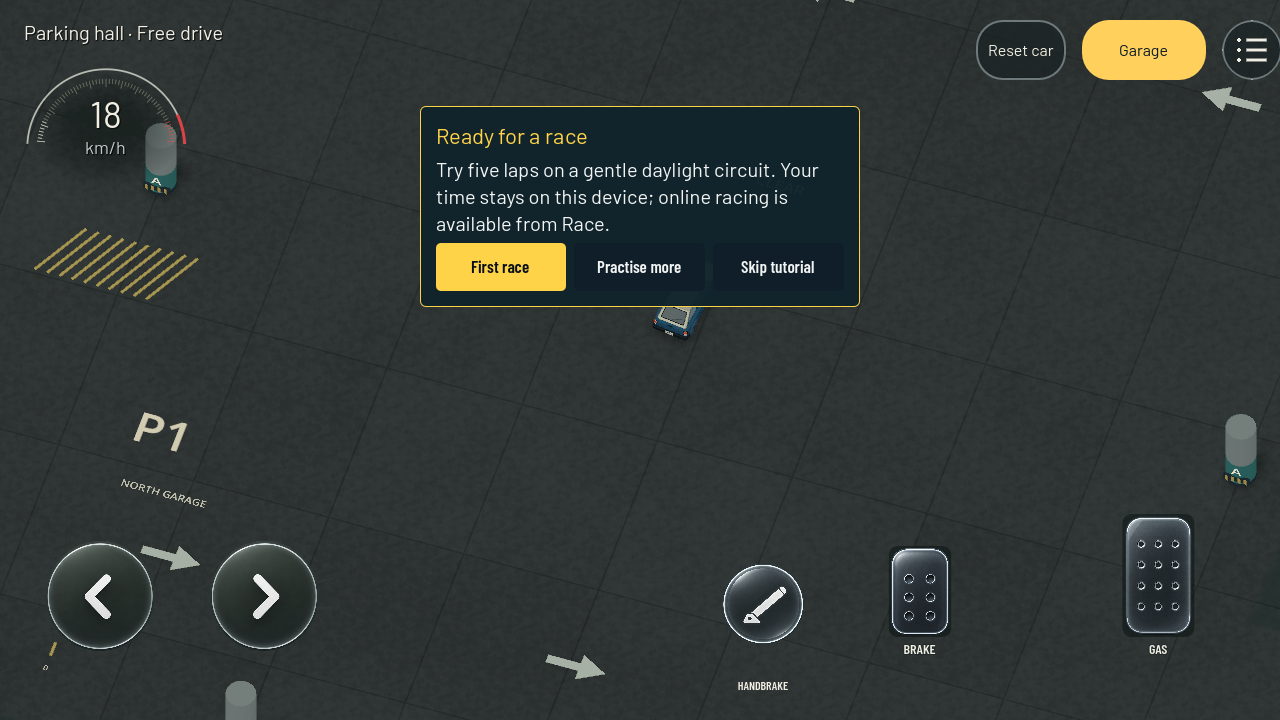 Parking hall · Free drive
Reset car
Garage
18
km/h
Ready for a race
Try five laps on a gentle daylight circuit. Your
time stays on this device; online racing is
available from Race.
First race
Practise more
Skip tutorial
A
P1
NORTH GARAGE
A
BRAKE
GAS
HANDBRAKE